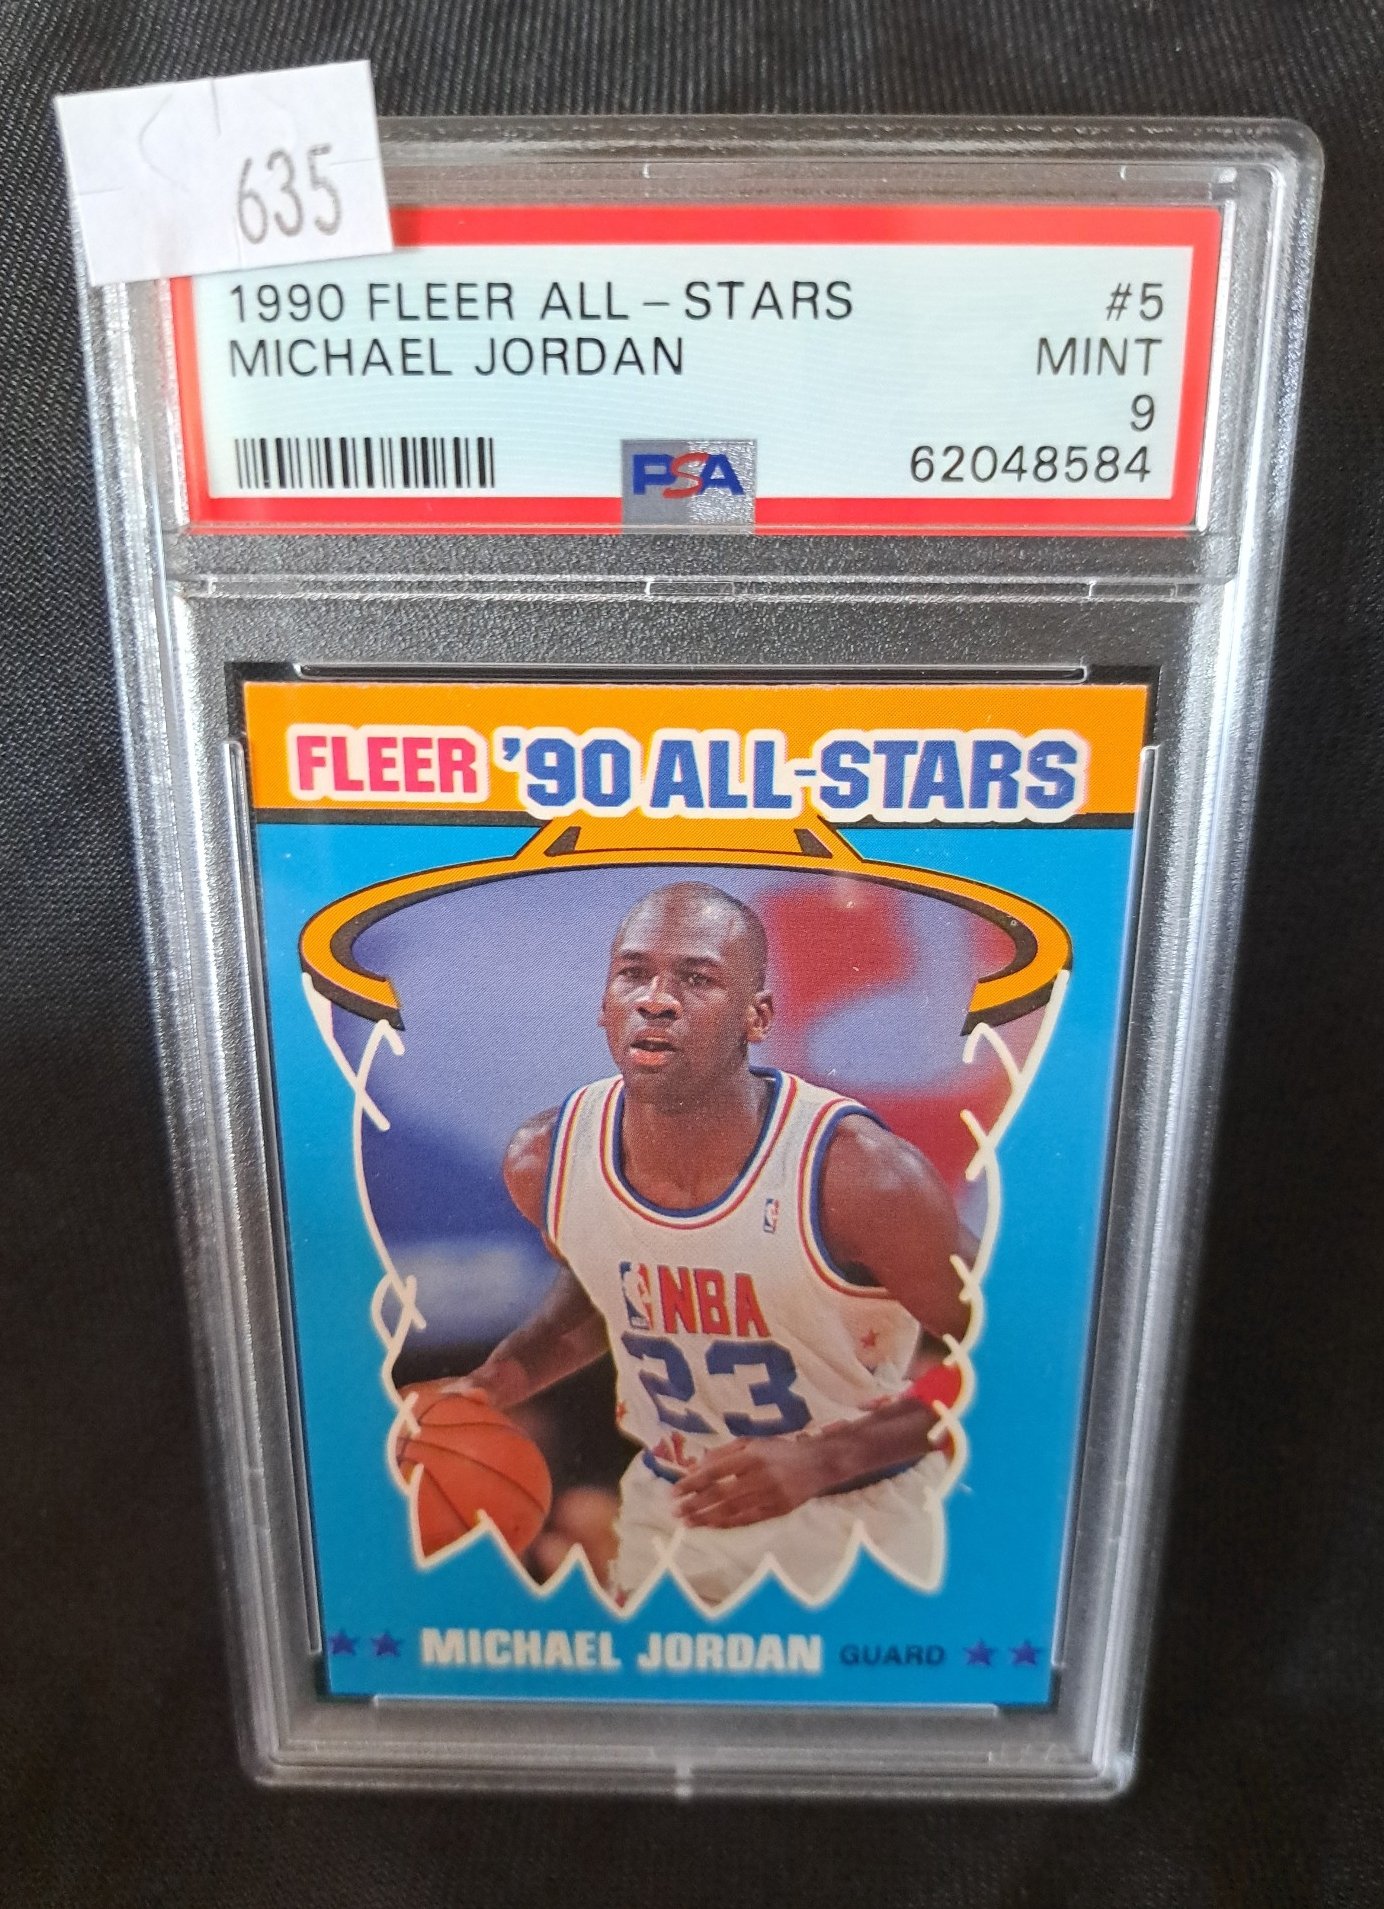 635
1990 FLEER ALL-STARS #5
MICHAEL JORDAN MINT
9
PSA 62048584
FLEER '90 ALL-STARS
NBA
23
MICHAEL JORDAN GUARD